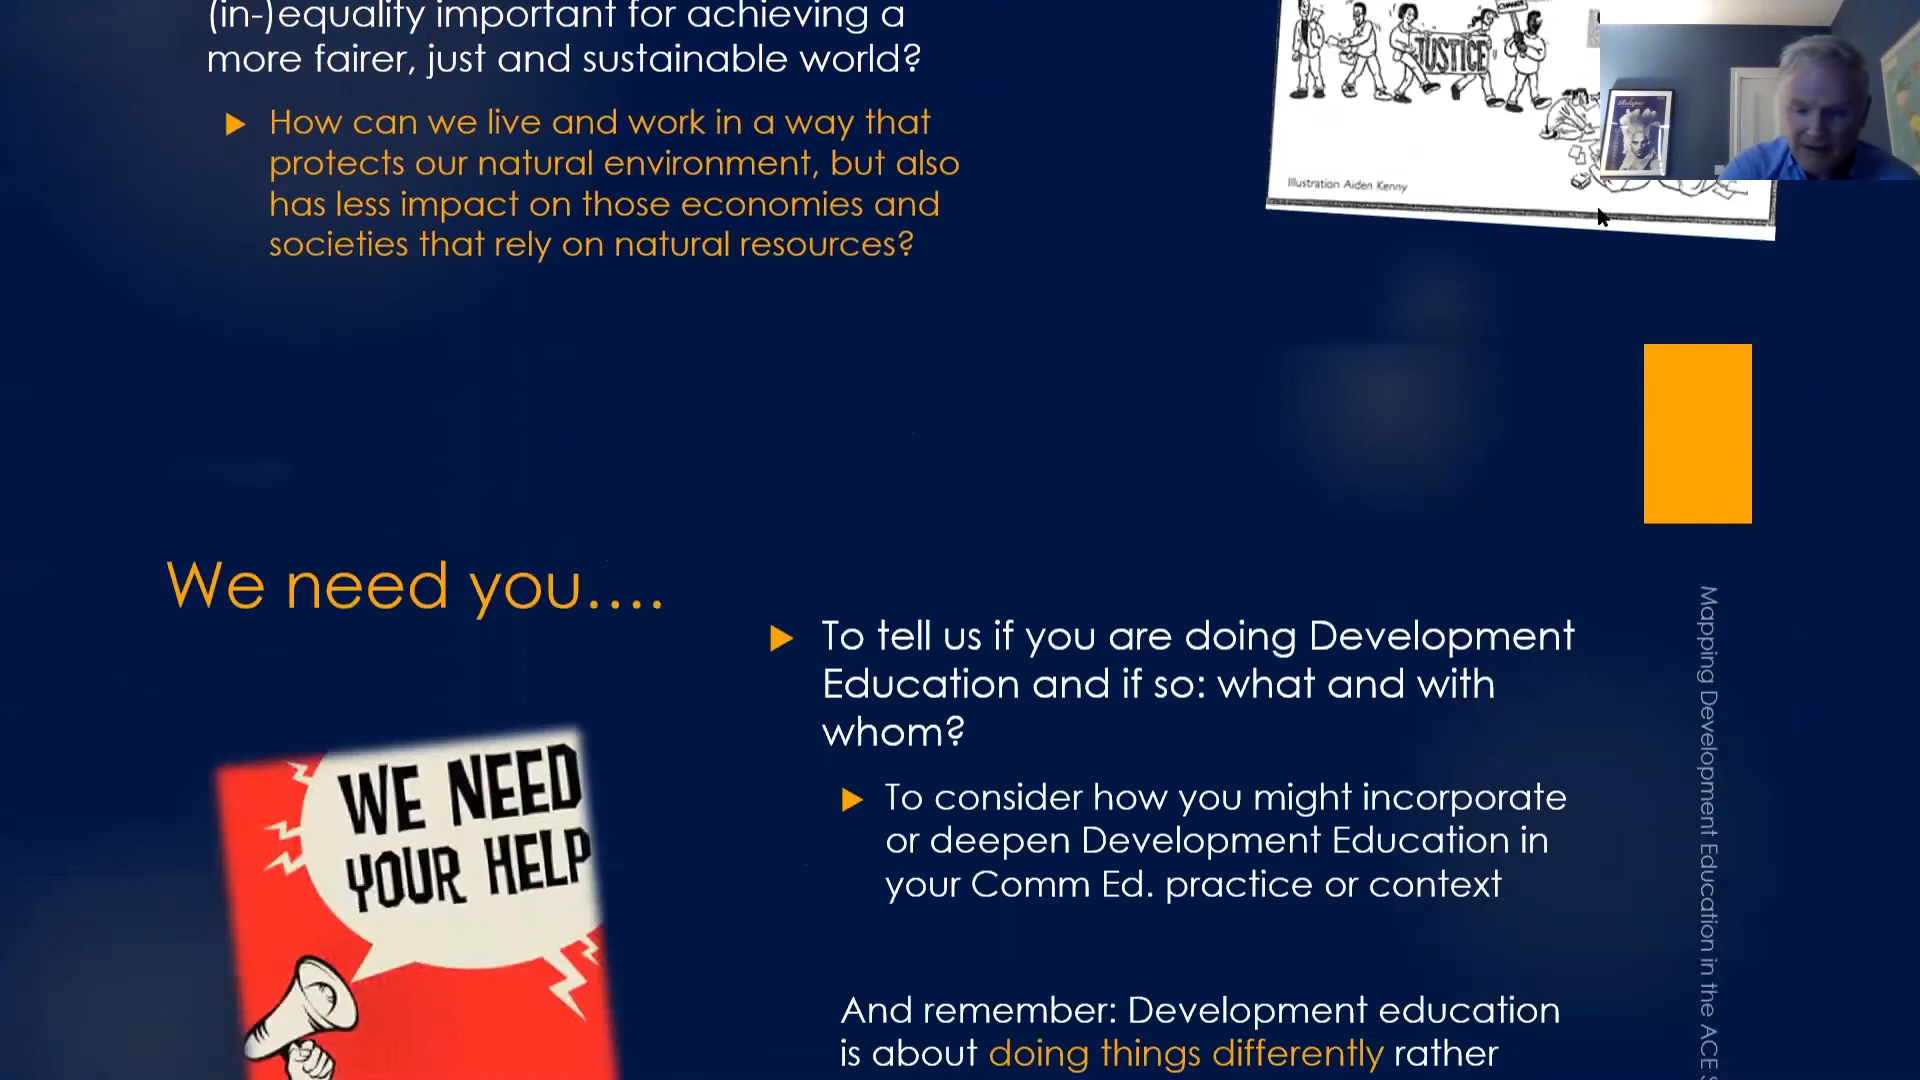 (in-)equality important for achieving a
more fairer, just and sustainable world?
How can we live and work in a way that
protects our natural environment, but also
has less impact on those economies and
societies that rely on natural resources?
JUSTICE
Illustration Aiden Kenny
We need you....
To tell us if you are doing Development
Education and if so: what and with
whom?
To consider how you might incorporate
or deepen Development Education in
your Comm Ed. practice or context
And remember: Development education
is about doing things differently rather
WE NEED
YOUR HELP
Mapping Development Education in the ACE